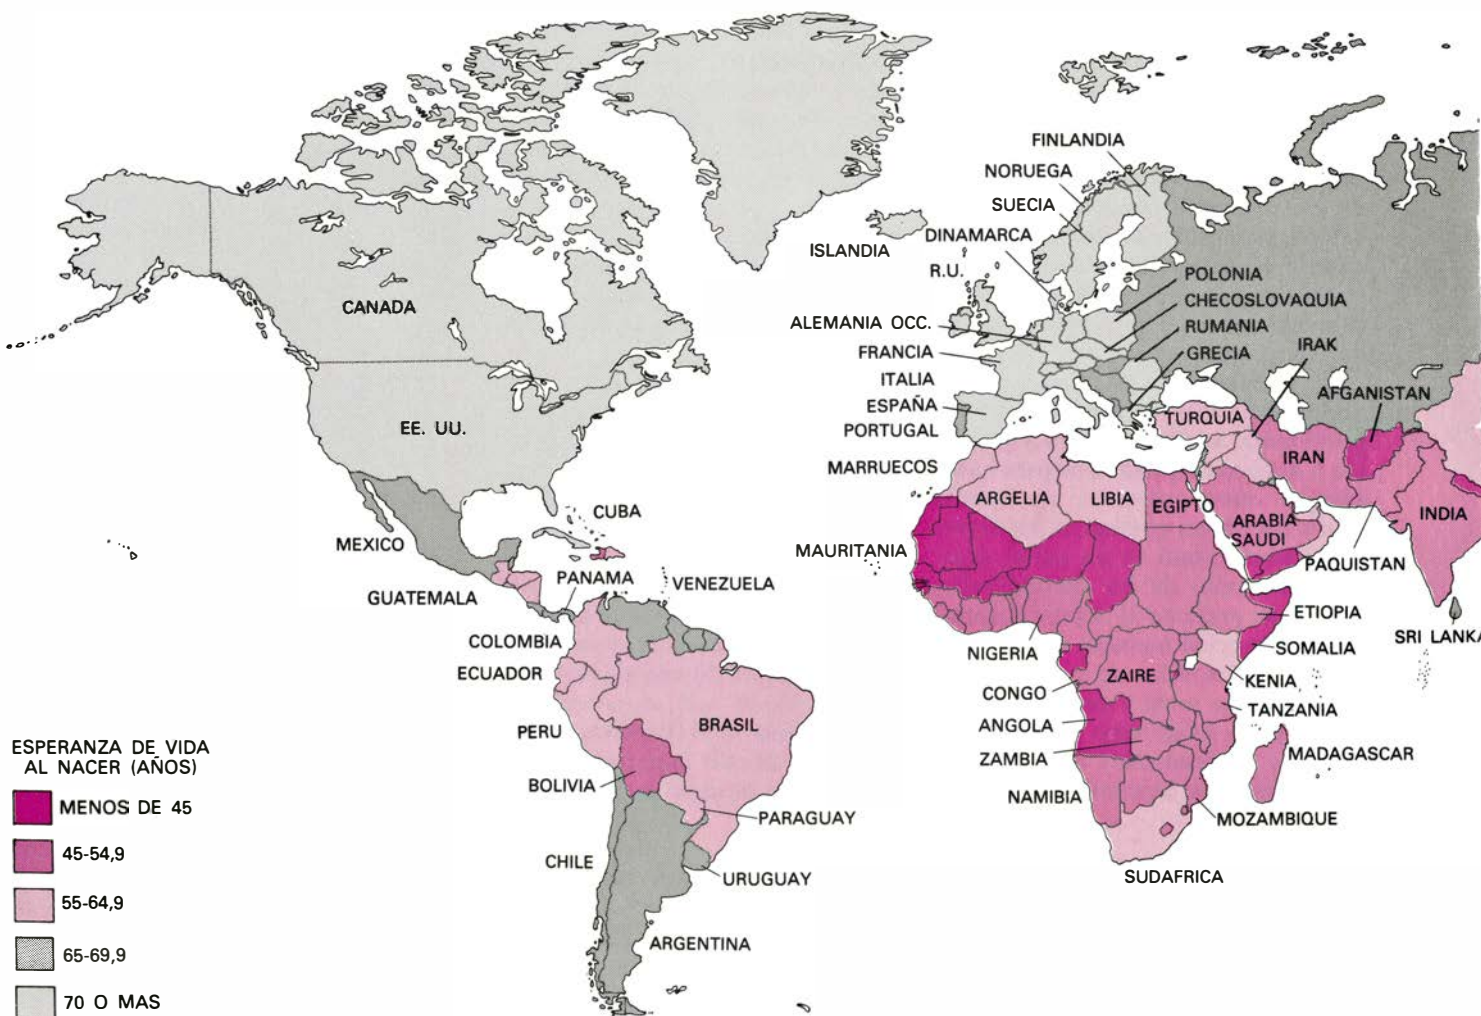 FINLANDIA
NORUEGA
SUECIA
DINAMARCA
ISLANDIA
R.U.
POLONIA
CHECOSLOVAQUIA
RUMANIA
GRECIA
IRAK
AFGANISTAN
ALEMANIA OCC.
FRANCIA
ITALIA
ESPAÑA
PORTUGAL
MARRUECOS
CANADA
EE. UU.
TURQUIA
IRAN
ARGELIA
LIBIA
EGIPTO
ARABIA
SAUDI
INDIA
MEXICO
CUBA
MAURITANIA
PAQUISTAN
GUATEMALA
PANAMA
VENEZUELA
ETIOPIA
SRI LANKA
COLOMBIA
NIGERIA
SOMALIA
ECUADOR
ZAIRE
KENIA
CONGO
TANZANIA
PERU
BRASIL
ANGOLA
ZAMBIA
MADAGASCAR
BOLIVIA
NAMIBIA
PARAGUAY
MOZAMBIQUE
CHILE
URUGUAY
SUDAFRICA
ARGENTINA
ESPERANZA DE VIDA
AL NACER (AÑOS)
MENOS DE 45
45-54,9
55-64,9
65-69,9
70 O MAS